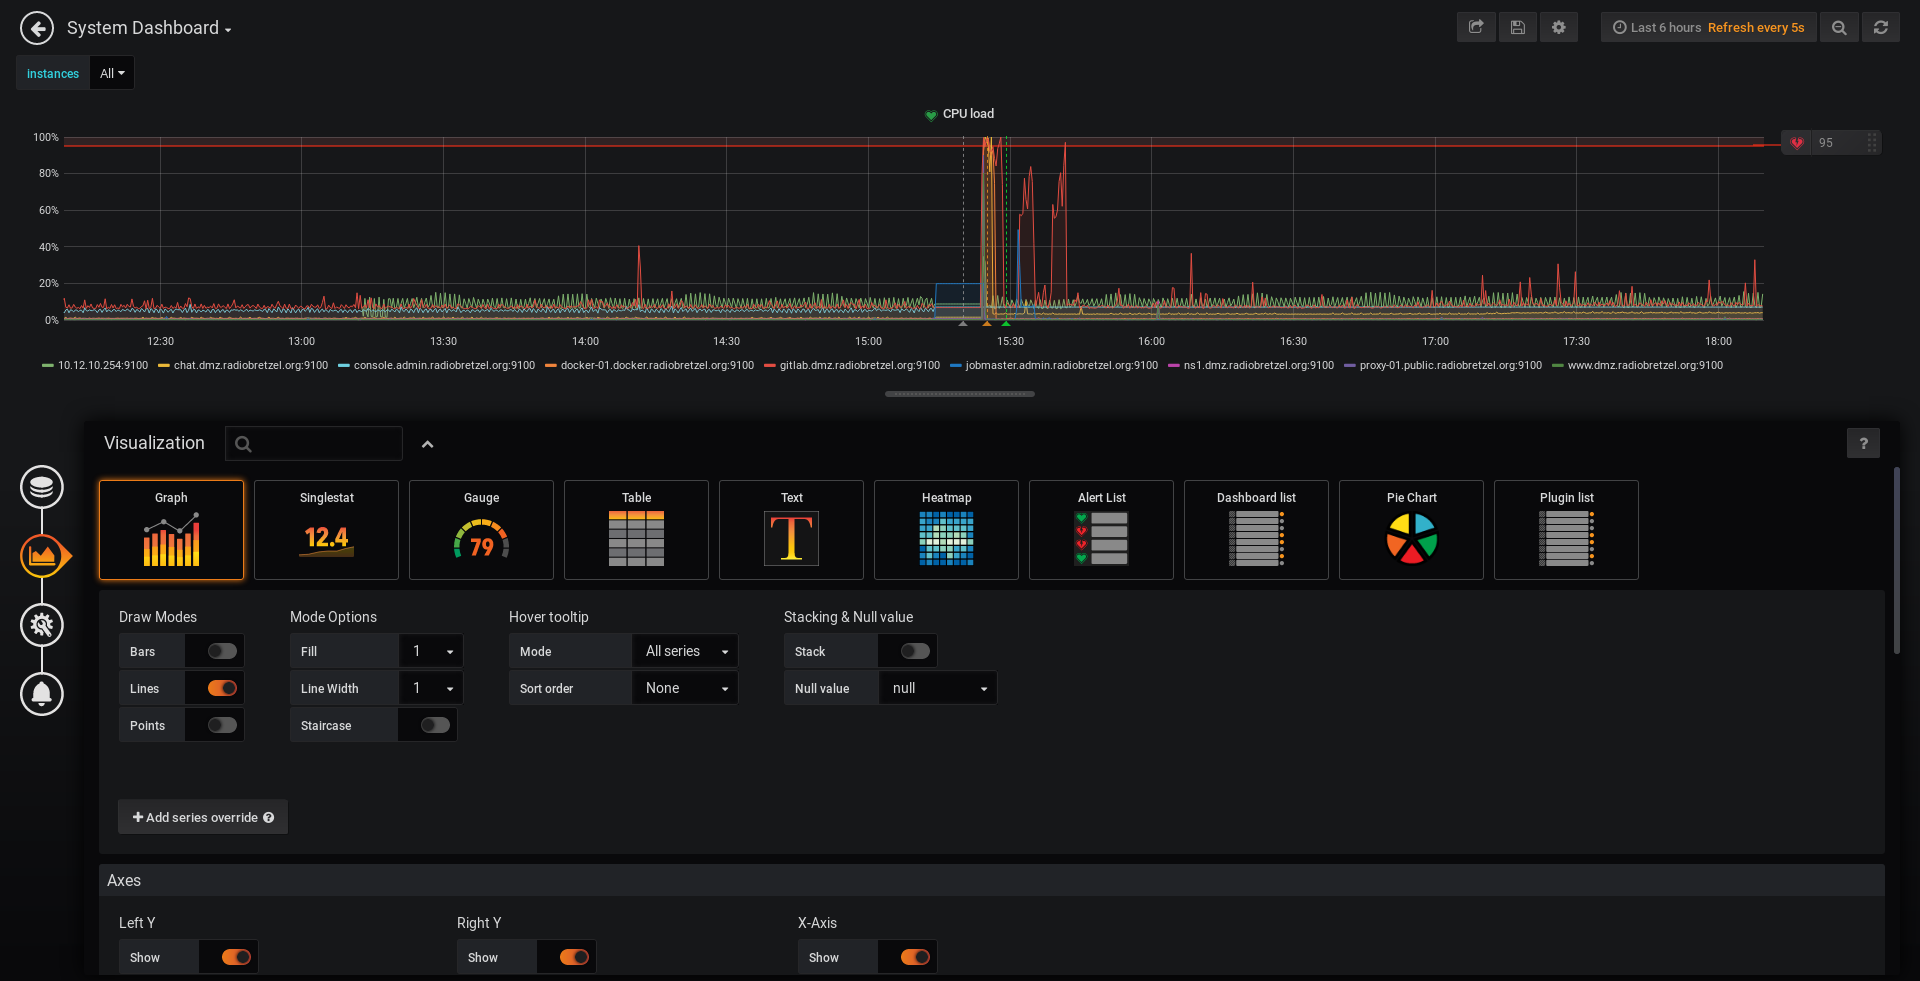 System Dashboard
Last 6 hours Refresh every 5s
instances All
CPU load
100%
80%
60%
40%
20%
0%
95
12:30 13:00 13:30 14:00 14:30 15:00 15:30 16:00 16:30 17:00 17:30 18:00
10.12.10.254:9100 chat.dmz.radiobretzel.org:9100 console.admin.radiobretzel.org:9100 docker-01.docker.radiobretzel.org:9100 gitlab.dmz.radiobretzel.org:9100 jobmaster.admin.radiobretzel.org:9100 ns1.dmz.radiobretzel.org:9100 proxy-01.public.radiobretzel.org:9100 www.dmz.radiobretzel.org:9100
Visualization ?
Graph Singlestat Gauge Table Text Heatmap Alert List Dashboard list Pie Chart Plugin list
12.4 79 T
Draw Modes Mode Options Hover tooltip Stacking & Null value
Bars Fill 1 Mode All series Stack
Lines Line Width 1 Sort order None Null value null
Points Staircase
+ Add series override ?
Axes
Left Y Right Y X-Axis
Show Show Show